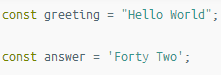 const greeting = "Hello World";
const answer = 'Forty Two';